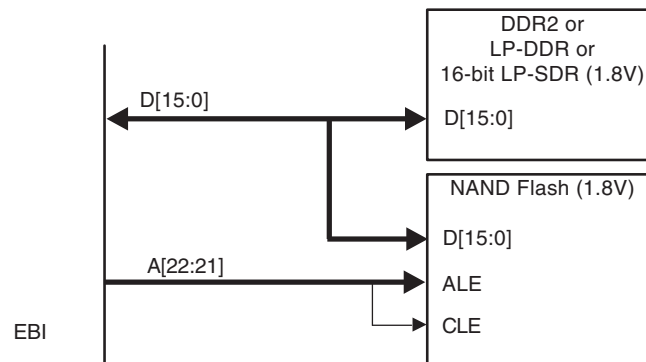 DDR2 or
LP-DDR or
16-bit LP-SDR (1.8V)
D[15:0]
D[15:0]
NAND Flash (1.8V)
D[15:0]
A[22:21]
ALE
EBI
CLE